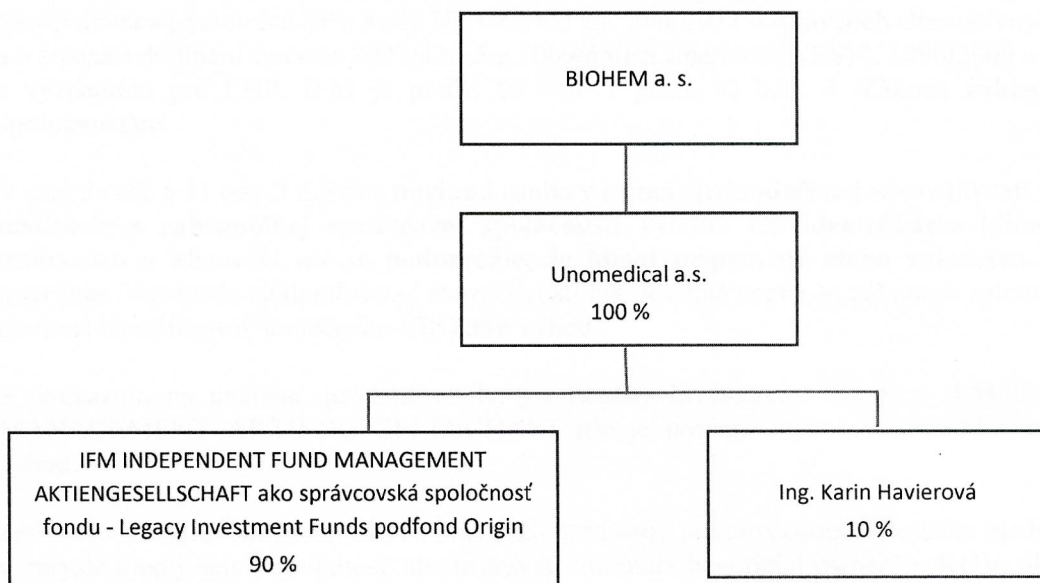 BIOHEM a. s.
Unomedical a.s.
100 %
IFM INDEPENDENT FUND MANAGEMENT
AKTIENGESELLSCHAFT ako správcovská spoločnosť
fondu - Legacy Investment Funds podfond Origin
90 %
Ing. Karin Havierová
10 %